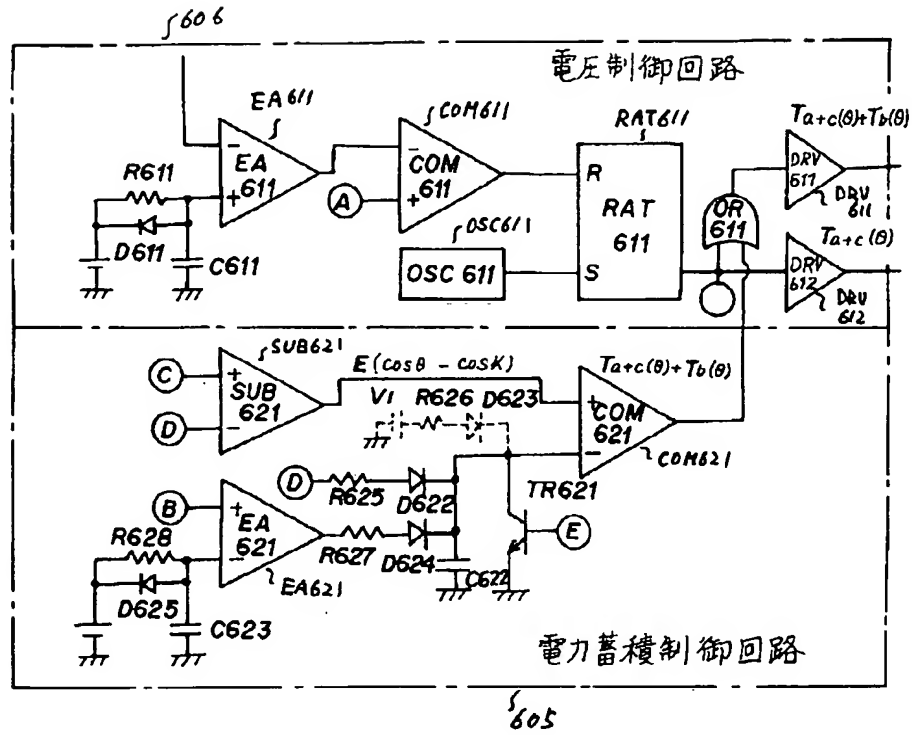 606
電圧制御回路
EA611
COM611
RAT611
Ta+c(θ)+Tb(θ)
R611
EA
611
−
+
COM
611
−
+
A
R
RAT
611
S
DRV
611
DRV
611
OR
611
D611
C611
OSC611
OSC 611
Ta+c(θ)
DRV
612
DRV
612
SUB621
C
D
+
SUB
621
−
E(cosθ − cosK)
V1
R626
D623
Ta+c(θ)+Tb(θ)
+
COM
621
−
COM621
D
R625
D622
TR621
E
B
+
EA
621
−
EA621
R627
D624
C622
R628
D625
C623
電力蓄積制御回路
605